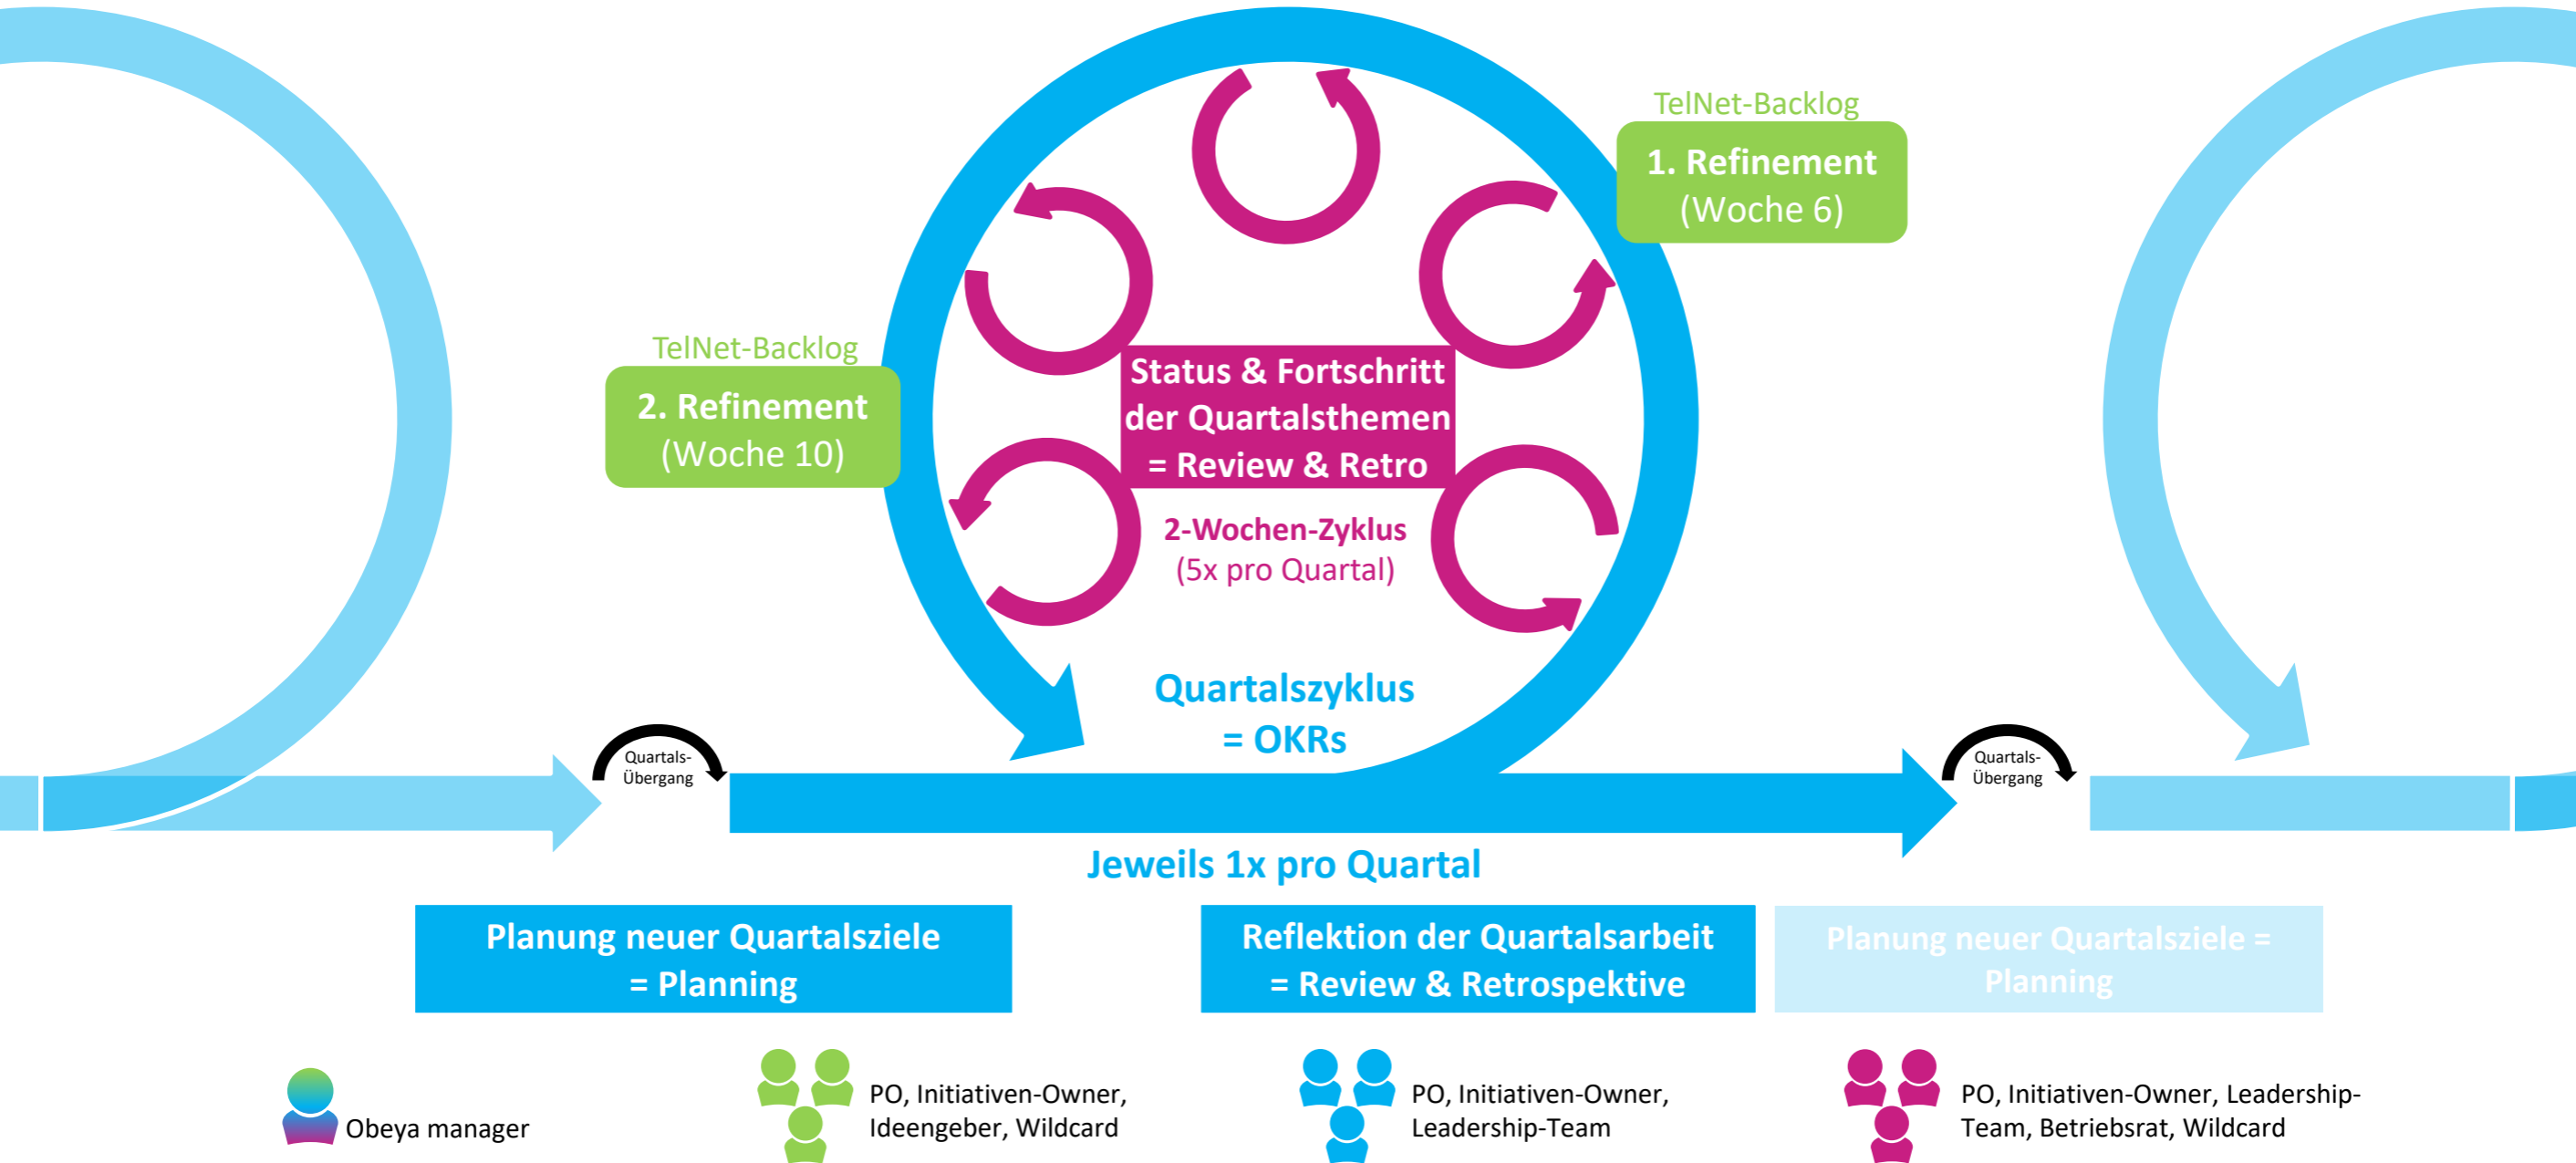 TelNet-Backlog
1. Refinement
(Woche 6)
TelNet-Backlog
2. Refinement
(Woche 10)
Status & Fortschritt
der Quartalsthemen
= Review & Retro
2-Wochen-Zyklus
(5x pro Quartal)
Quartalszyklus
= OKRs
Quartals-
Übergang
Quartals-
Übergang
Jeweils 1x pro Quartal
Planung neuer Quartalsziele
= Planning
Reflektion der Quartalsarbeit
= Review & Retrospektive
Planung neuer Quartalsziele =
Planning
Obeya manager
PO, Initiativen-Owner,
Ideengeber, Wildcard
PO, Initiativen-Owner,
Leadership-Team
PO, Initiativen-Owner, Leadership-
Team, Betriebsrat, Wildcard